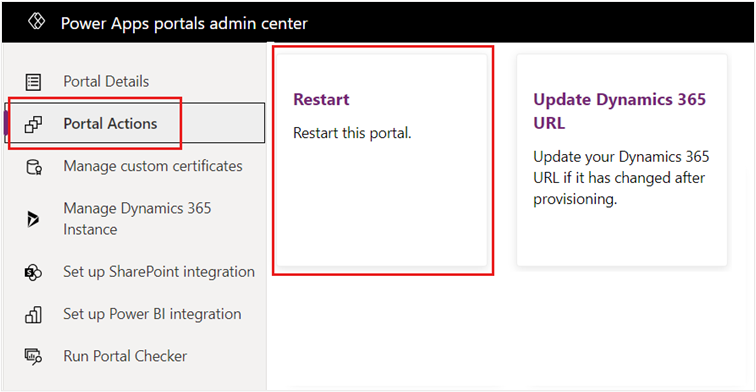 Power Apps portals admin center
Portal Details
Portal Actions
Manage custom certificates
Manage Dynamics 365
Instance
Set up SharePoint integration
Set up Power BI integration
Run Portal Checker
Restart
Restart this portal.
Update Dynamics 365
URL
Update your Dynamics 365
URL if it has changed after
provisioning.